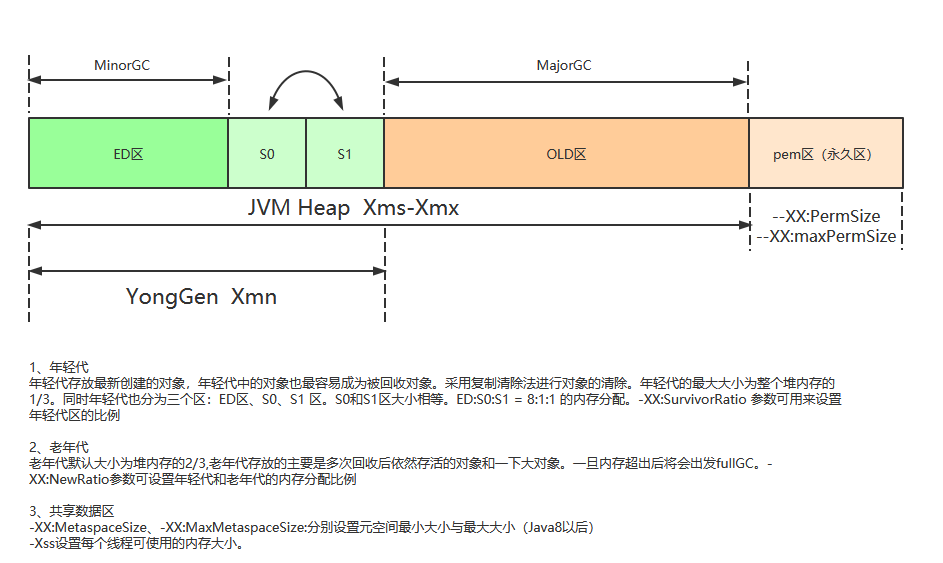 MinorGC
MajorGC
ED区
S0
S1
OLD区
pem区（永久区）
JVM Heap Xms-Xmx
--XX:PermSize
--XX:maxPermSize
YongGen Xmn
1、年轻代
年轻代存放最新创建的对象，年轻代中的对象也最容易成为被回收对象。采用复制清除法进行对象的清除。年轻代的最大大小为整个堆内存的
1/3。同时年轻代也分为三个区：ED区、S0、S1 区。S0和S1区大小相等。ED:S0:S1 = 8:1:1 的内存分配。-XX:SurvivorRatio 参数可用来设置
年轻代区的比例
2、老年代
老年代默认大小为堆内存的2/3,老年代存放的主要是多次回收后依然存活的对象和一下大对象。一旦内存超出后将会出发fullGC。-
XX:NewRatio参数可设置年轻代和老年代的内存分配比例
3、共享数据区
-XX:MetaspaceSize、-XX:MaxMetaspaceSize:分别设置元空间最小大小与最大大小（Java8以后）
-Xss设置每个线程可使用的内存大小。